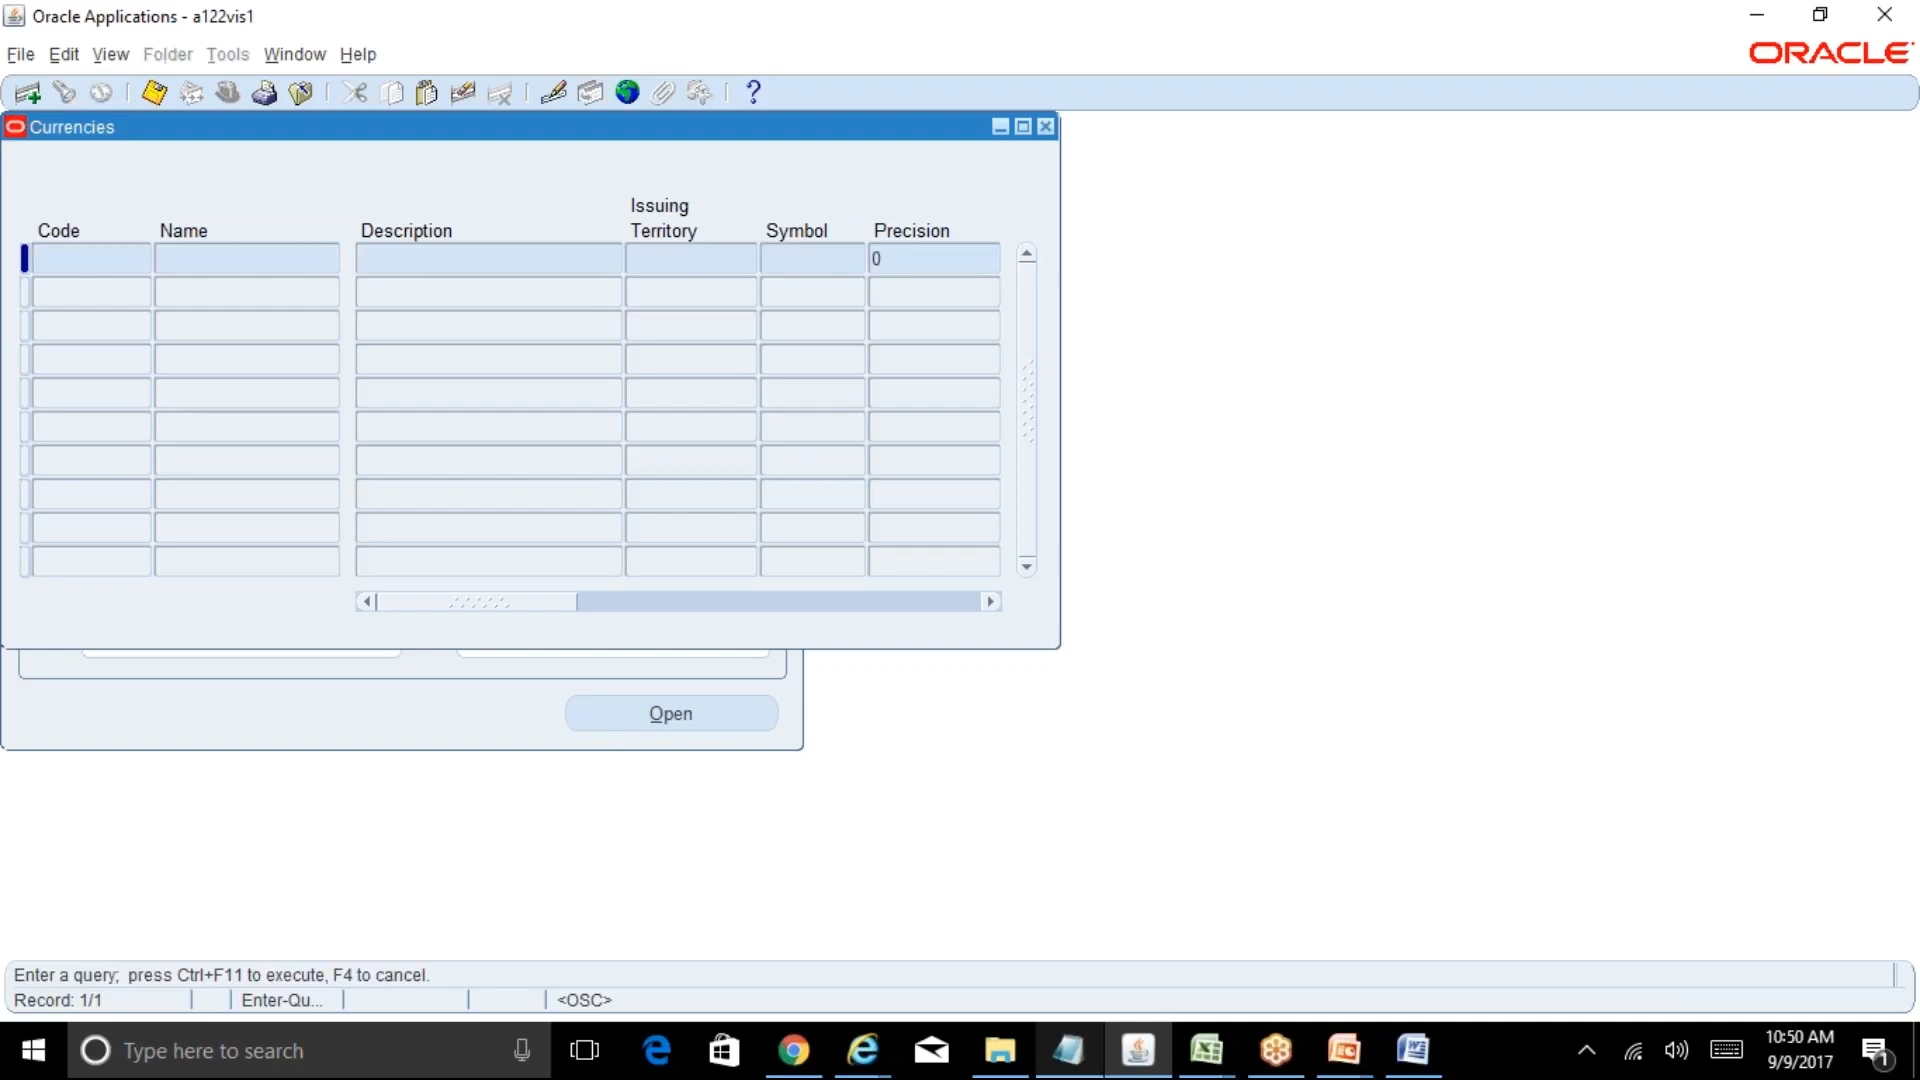 Oracle Applications - a122vis1
File Edit View Folder Tools Window Help
ORACLE
Currencies
Issuing
Code Name Description Territory Symbol Precision
0
Open
Enter a query;  press Ctrl+F11 to execute, F4 to cancel.
Record: 1/1 Enter-Qu... <OSC>
Type here to search
10:50 AM
9/9/2017
1